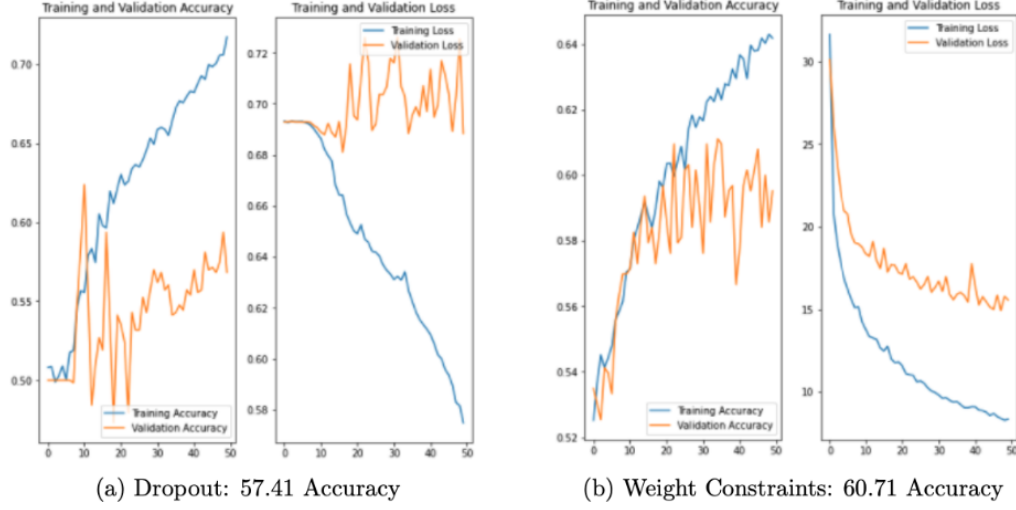 Training and Validation Accuracy
0.70
0.65
0.60
0.55
0.50
Training Accuracy
Validation Accuracy
0 10 20 30 40 50
Training and Validation Loss
Training Loss
Validation Loss
0.72
0.70
0.68
0.66
0.64
0.62
0.60
0.58
0 10 20 30 40 50
(a) Dropout: 57.41 Accuracy
Training and Validation Accuracy
0.64
0.62
0.60
0.58
0.56
0.54
0.52
Training Accuracy
Validation Accuracy
0 10 20 30 40 50
Training and Validation Loss
Training Loss
Validation Loss
30
25
20
15
10
0 10 20 30 40 50
(b) Weight Constraints: 60.71 Accuracy